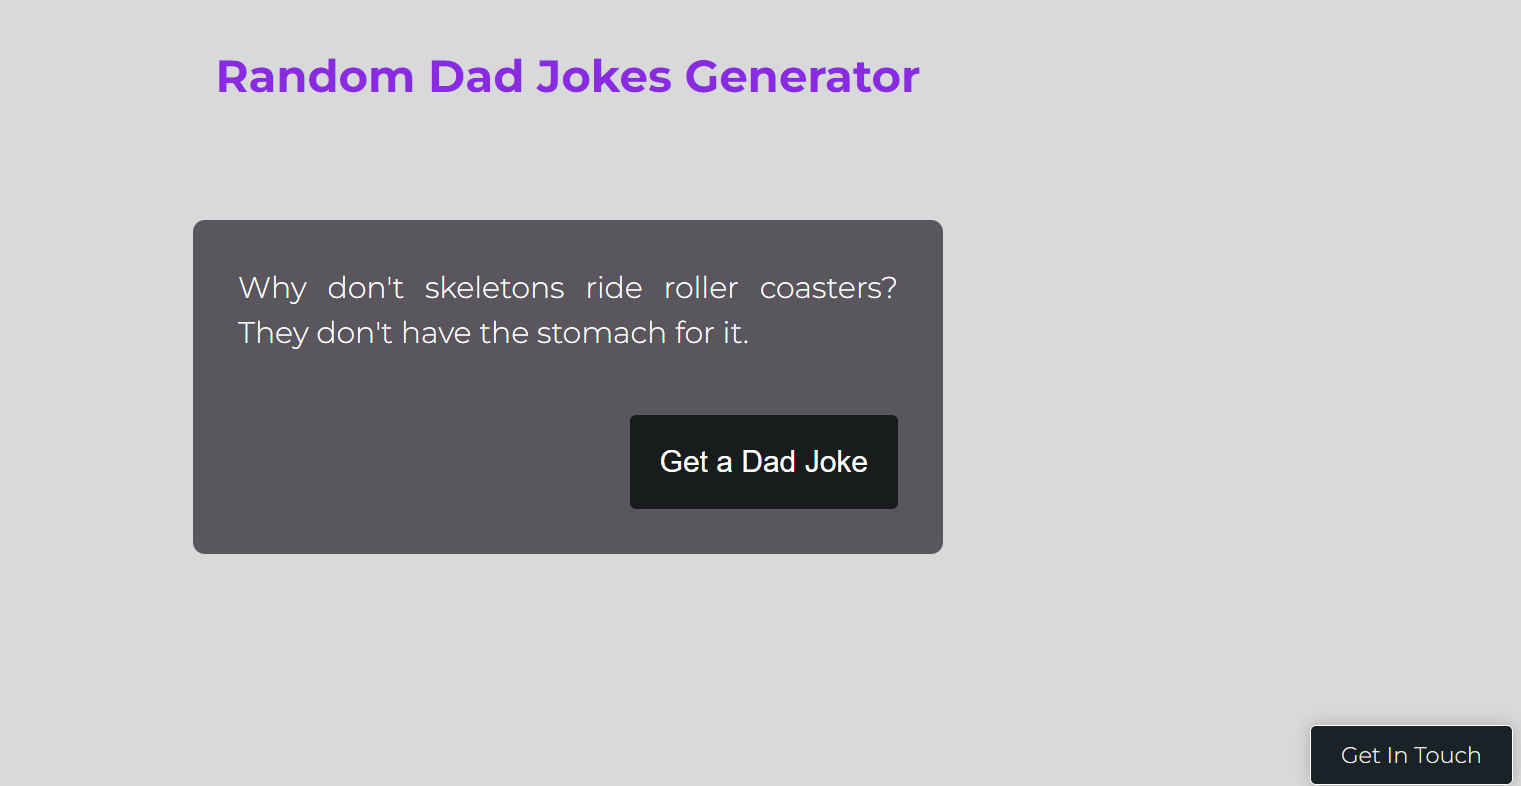 Random Dad Jokes Generator
Why don't skeletons ride roller coasters?
They don't have the stomach for it.
Get a Dad Joke
Get In Touch